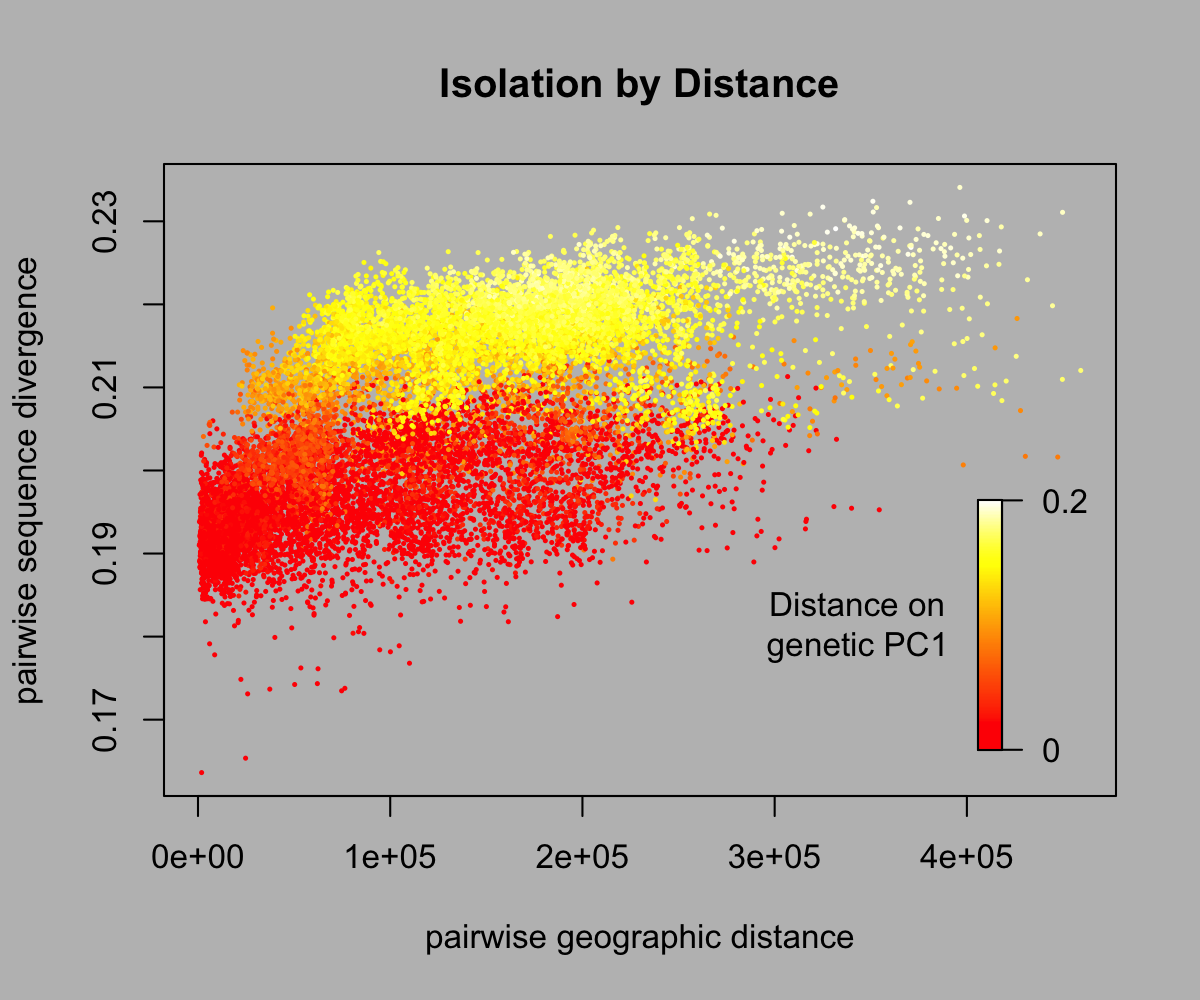 Isolation by Distance
pairwise sequence divergence
0.23
0.21
0.19
0.17
0.2
Distance on
genetic PC1
0
0e+00 1e+05 2e+05 3e+05 4e+05
pairwise geographic distance